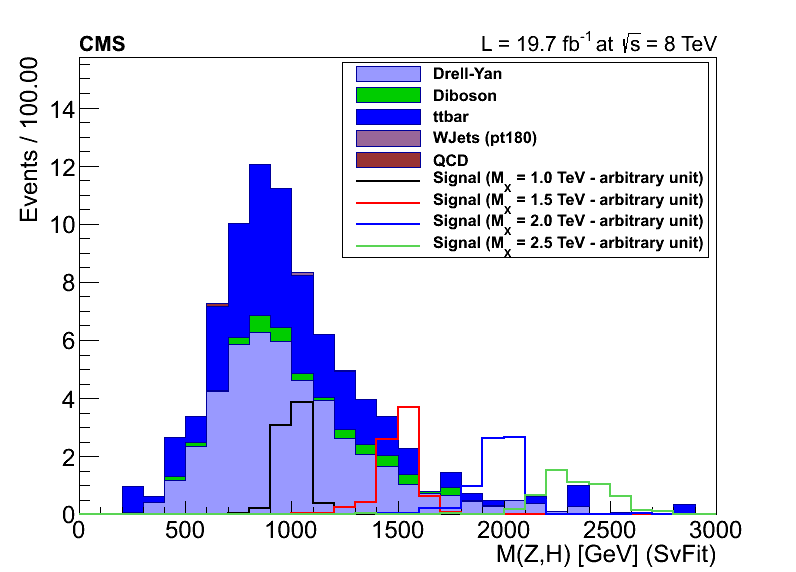 CMS
L = 19.7 fb⁻¹ at √s = 8 TeV
Events / 100.00
Drell-Yan
Diboson
ttbar
WJets (pt180)
QCD
Signal (Mₓ = 1.0 TeV - arbitrary unit)
Signal (Mₓ = 1.5 TeV - arbitrary unit)
Signal (Mₓ = 2.0 TeV - arbitrary unit)
Signal (Mₓ = 2.5 TeV - arbitrary unit)
14
12
10
8
6
4
2
0
0 500 1000 1500 2000 2500 3000
M(Z,H) [GeV] (SvFit)